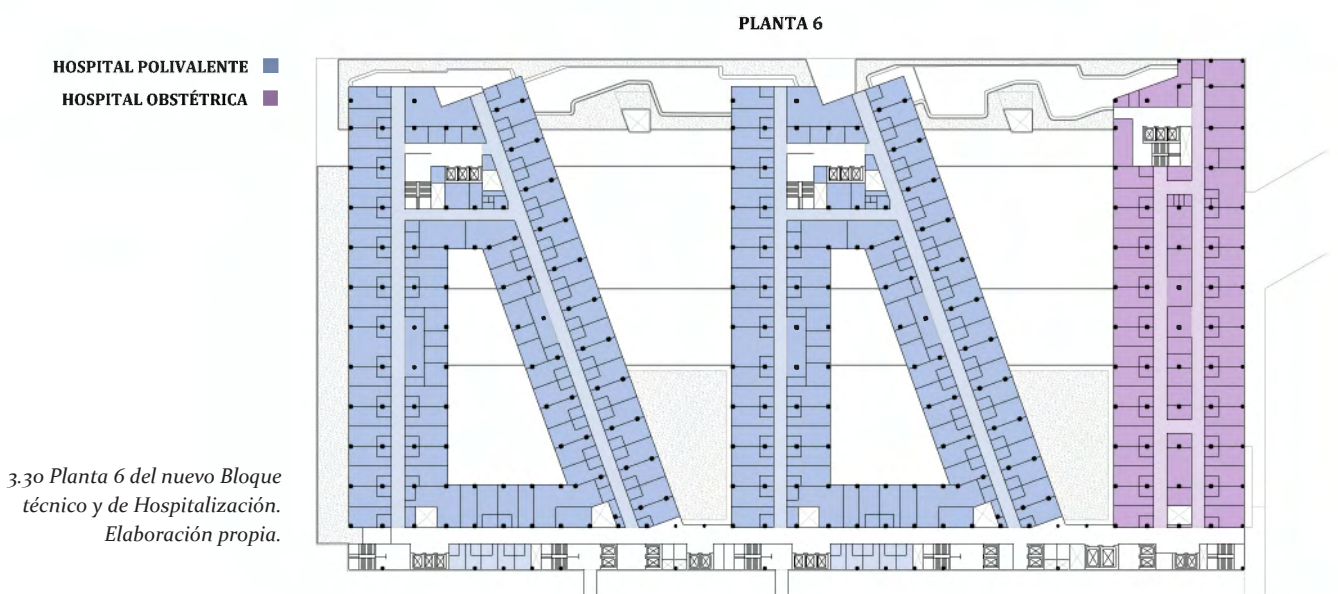 PLANTA 6
HOSPITAL POLIVALENTE
HOSPITAL OBSTÉTRICA
3.30 Planta 6 del nuevo Bloque
técnico y de Hospitalización.
Elaboración propia.